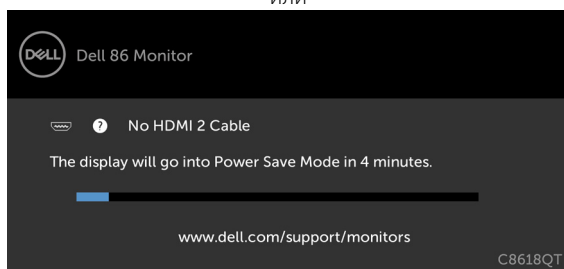 или
DELL Dell 86 Monitor
? No HDMI 2 Cable
The display will go into Power Save Mode in 4 minutes.
www.dell.com/support/monitors
C8618QT